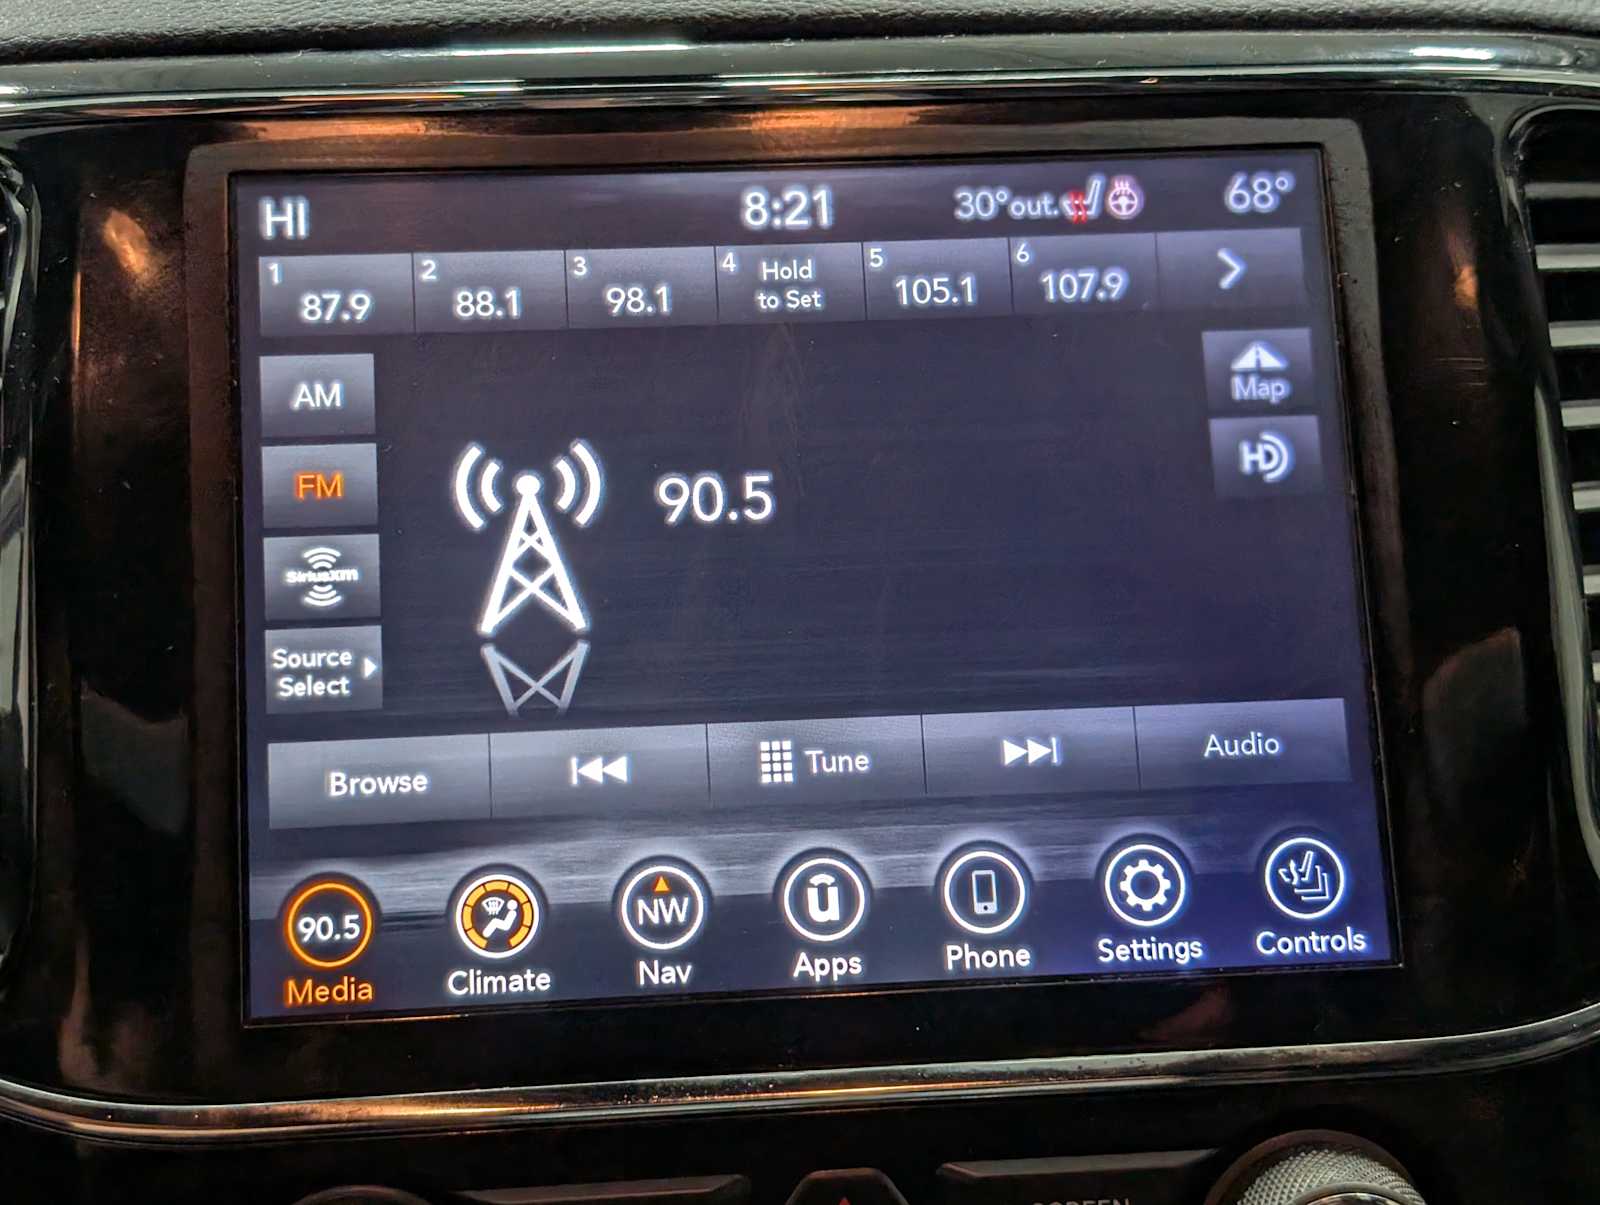 HI 8:21 30°out. 68°
1 2 3 4 Hold 5 6
87.9 88.1 98.1 to Set 105.1 107.9
AM
Map
FM
HD
90.5
SiriusXM
Source
Select
Browse Tune Audio
90.5 NW u
Media Climate Nav Apps Phone Settings Controls
SCREEN